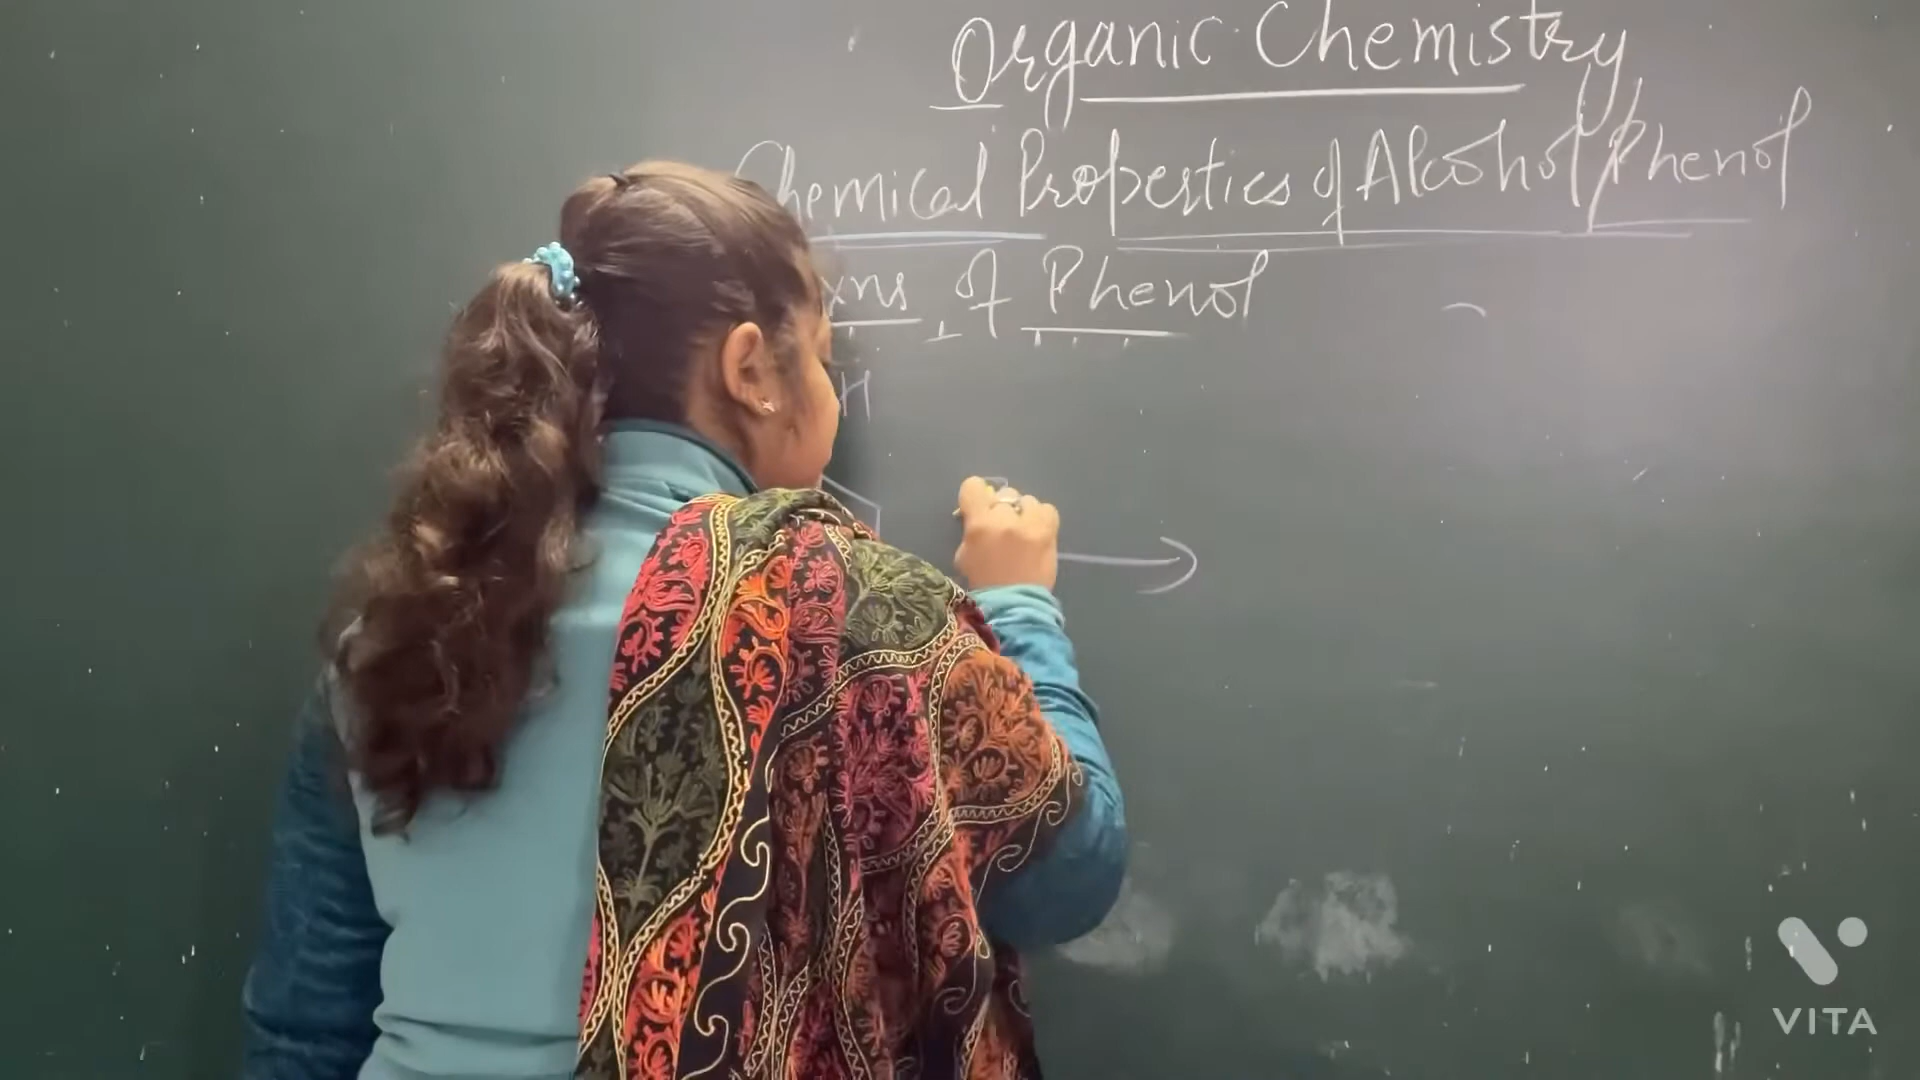 Organic Chemistry
Chemical Properties of Alcohol, Phenol
Rxns of Phenol
H
VITA